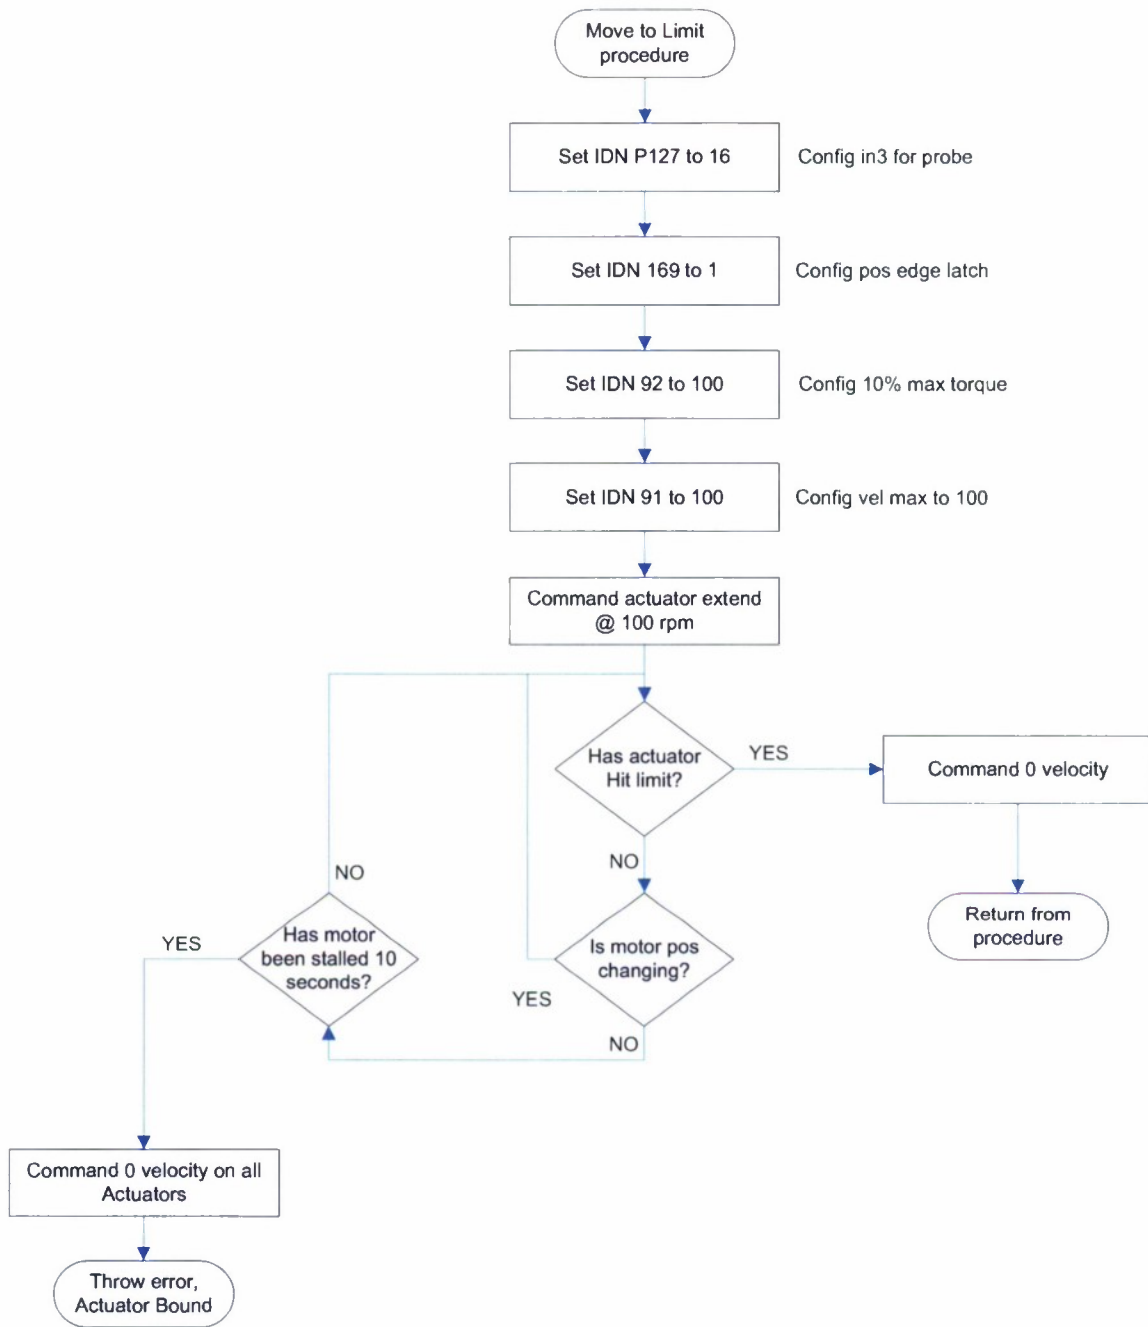 Move to Limit
procedure
Set IDN P127 to 16
Config in3 for probe
Set IDN 169 to 1
Config pos edge latch
Set IDN 92 to 100
Config 10% max torque
Set IDN 91 to 100
Config vel max to 100
Command actuator extend
@ 100 rpm
Has actuator
Hit limit?
YES
Command 0 velocity
NO
Return from
procedure
Is motor pos
changing?
YES
NO
Has motor
been stalled 10
seconds?
NO
YES
Command 0 velocity on all
Actuators
Throw error,
Actuator Bound